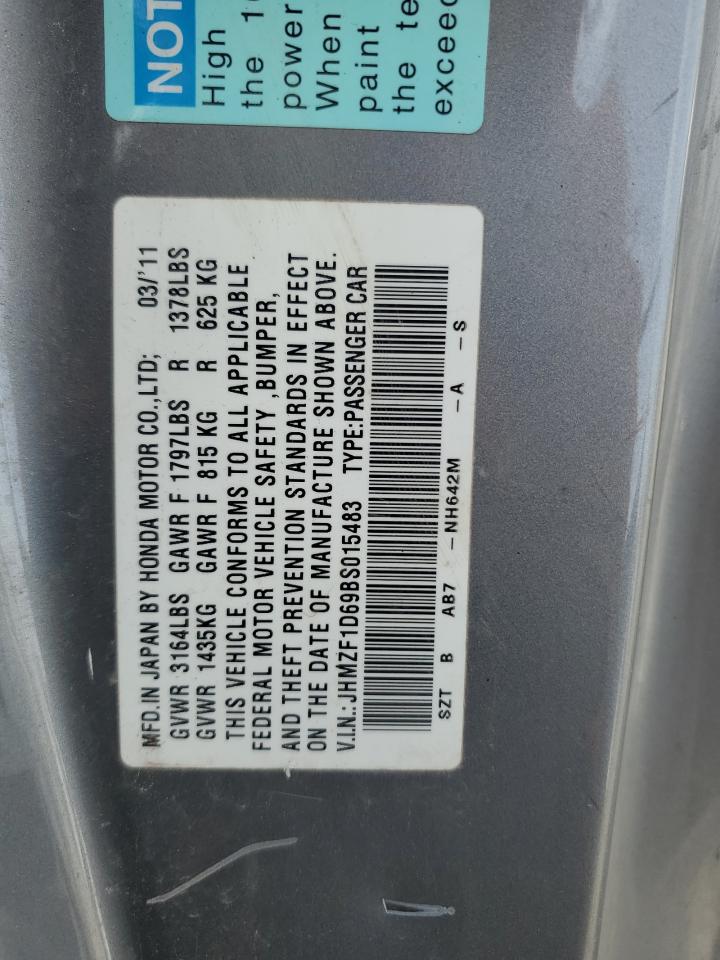 NOT
High
the 10
power
When
paint
the te
exceed
MFD.IN JAPAN BY HONDA MOTOR CO.,LTD; 03/'11
GVWR 3164LBS GAWR F 1797LBS R 1378LBS
GVWR 1435KG GAWR F 815 KG R 625 KG
THIS VEHICLE CONFORMS TO ALL APPLICABLE
FEDERAL MOTOR VEHICLE SAFETY ,BUMPER,
AND THEFT PREVENTION STANDARDS IN EFFECT
ON THE DATE OF MANUFACTURE SHOWN ABOVE.
V.I.N.:JHMZF1D69BS015483 TYPE:PASSENGER CAR
SZT B AB7 -NH642M -A -S